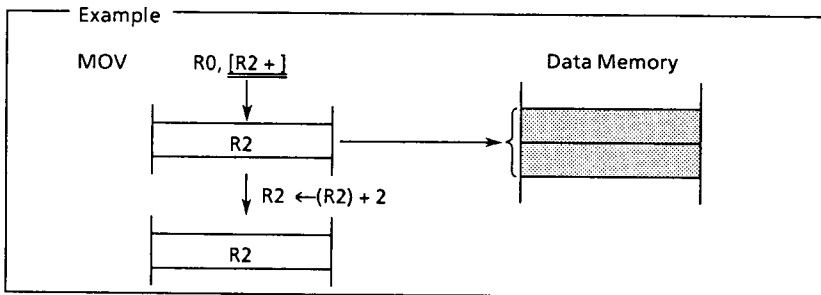 Example
MOV R0, [R2 + ] Data Memory
R2
R2 ←(R2) + 2
R2